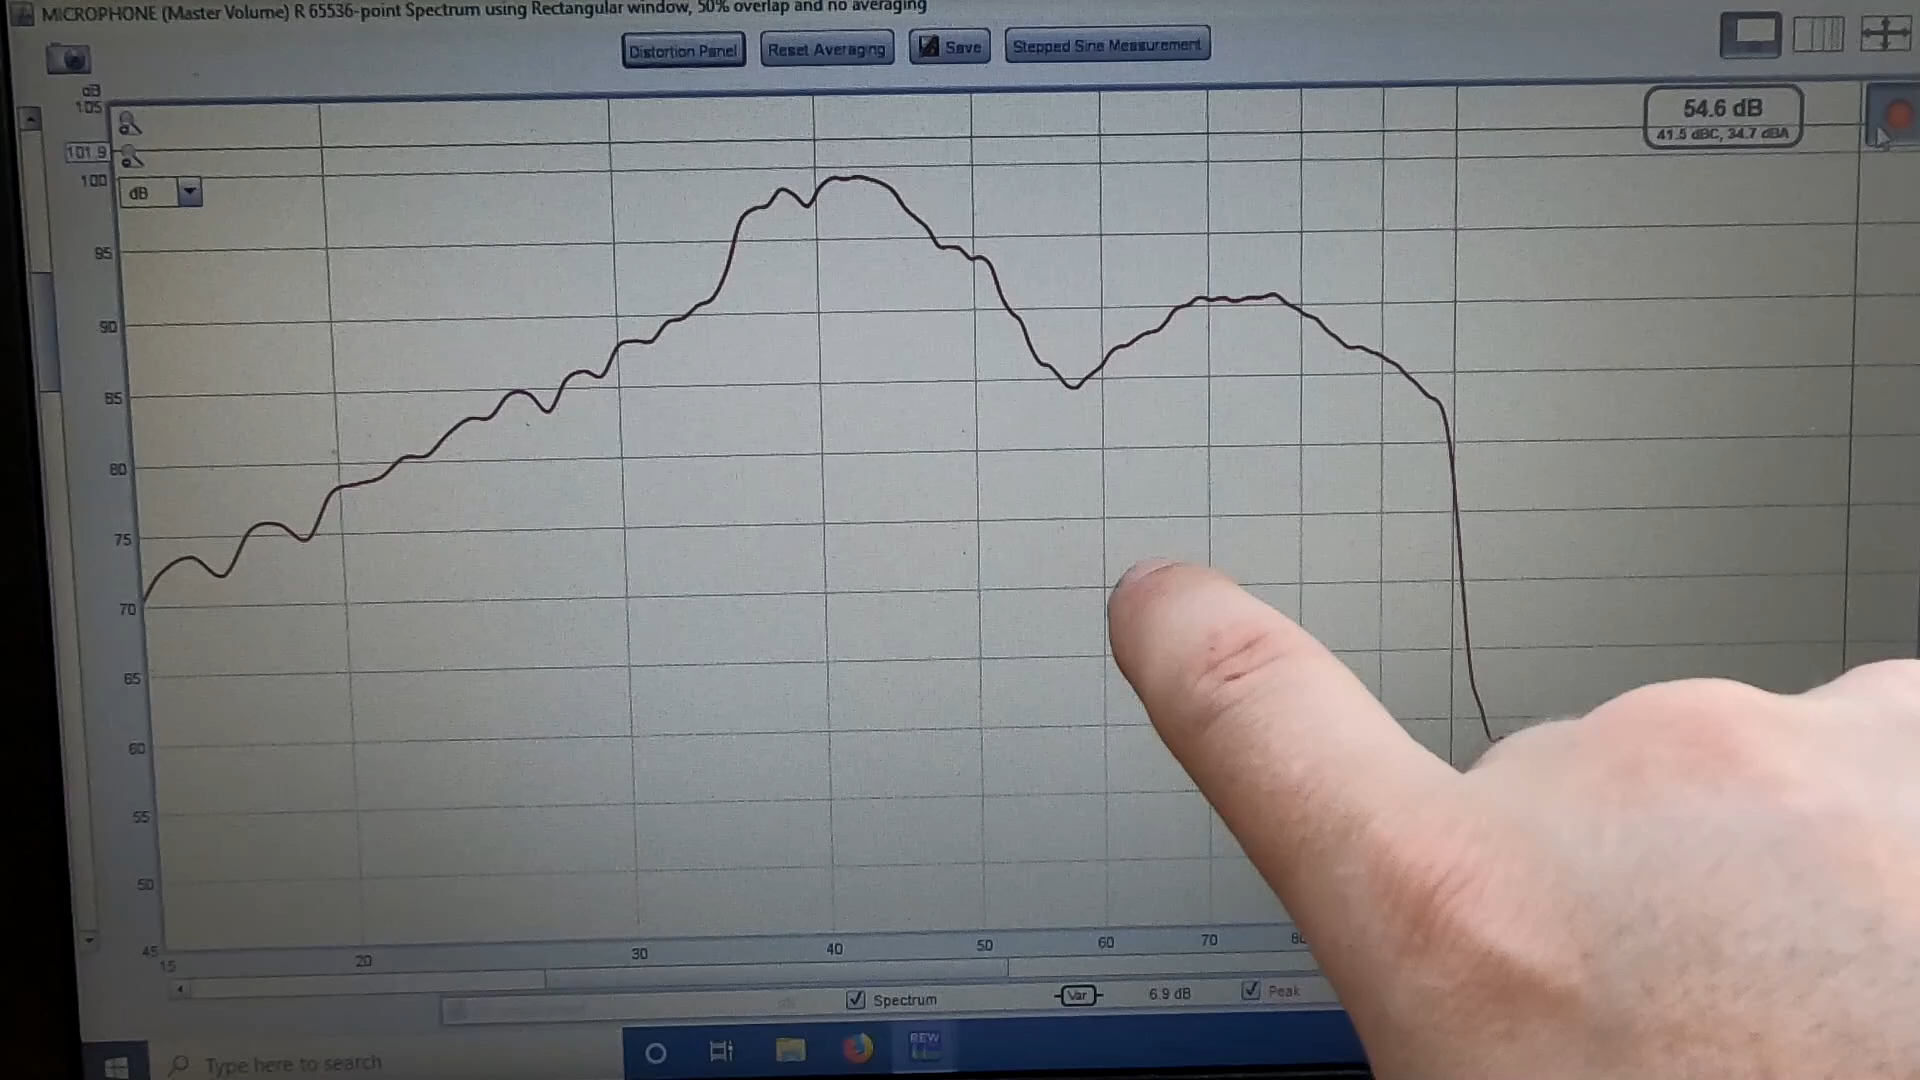 MICROPHONE (Master Volume) R 65536-point Spectrum using Rectangular window, 50% overlap and no averaging
Distortion Panel
Reset Averaging
Save
Stepped Sine Measurement
dB
105
101.9
100
dB
54.6 dB
41.5 dBC, 34.7 dBA
95
90
85
80
75
70
65
60
55
50
45
15
20
30
40
50
60
70
Spectrum
Var
6.9 dB
Peak
Type here to search
REW